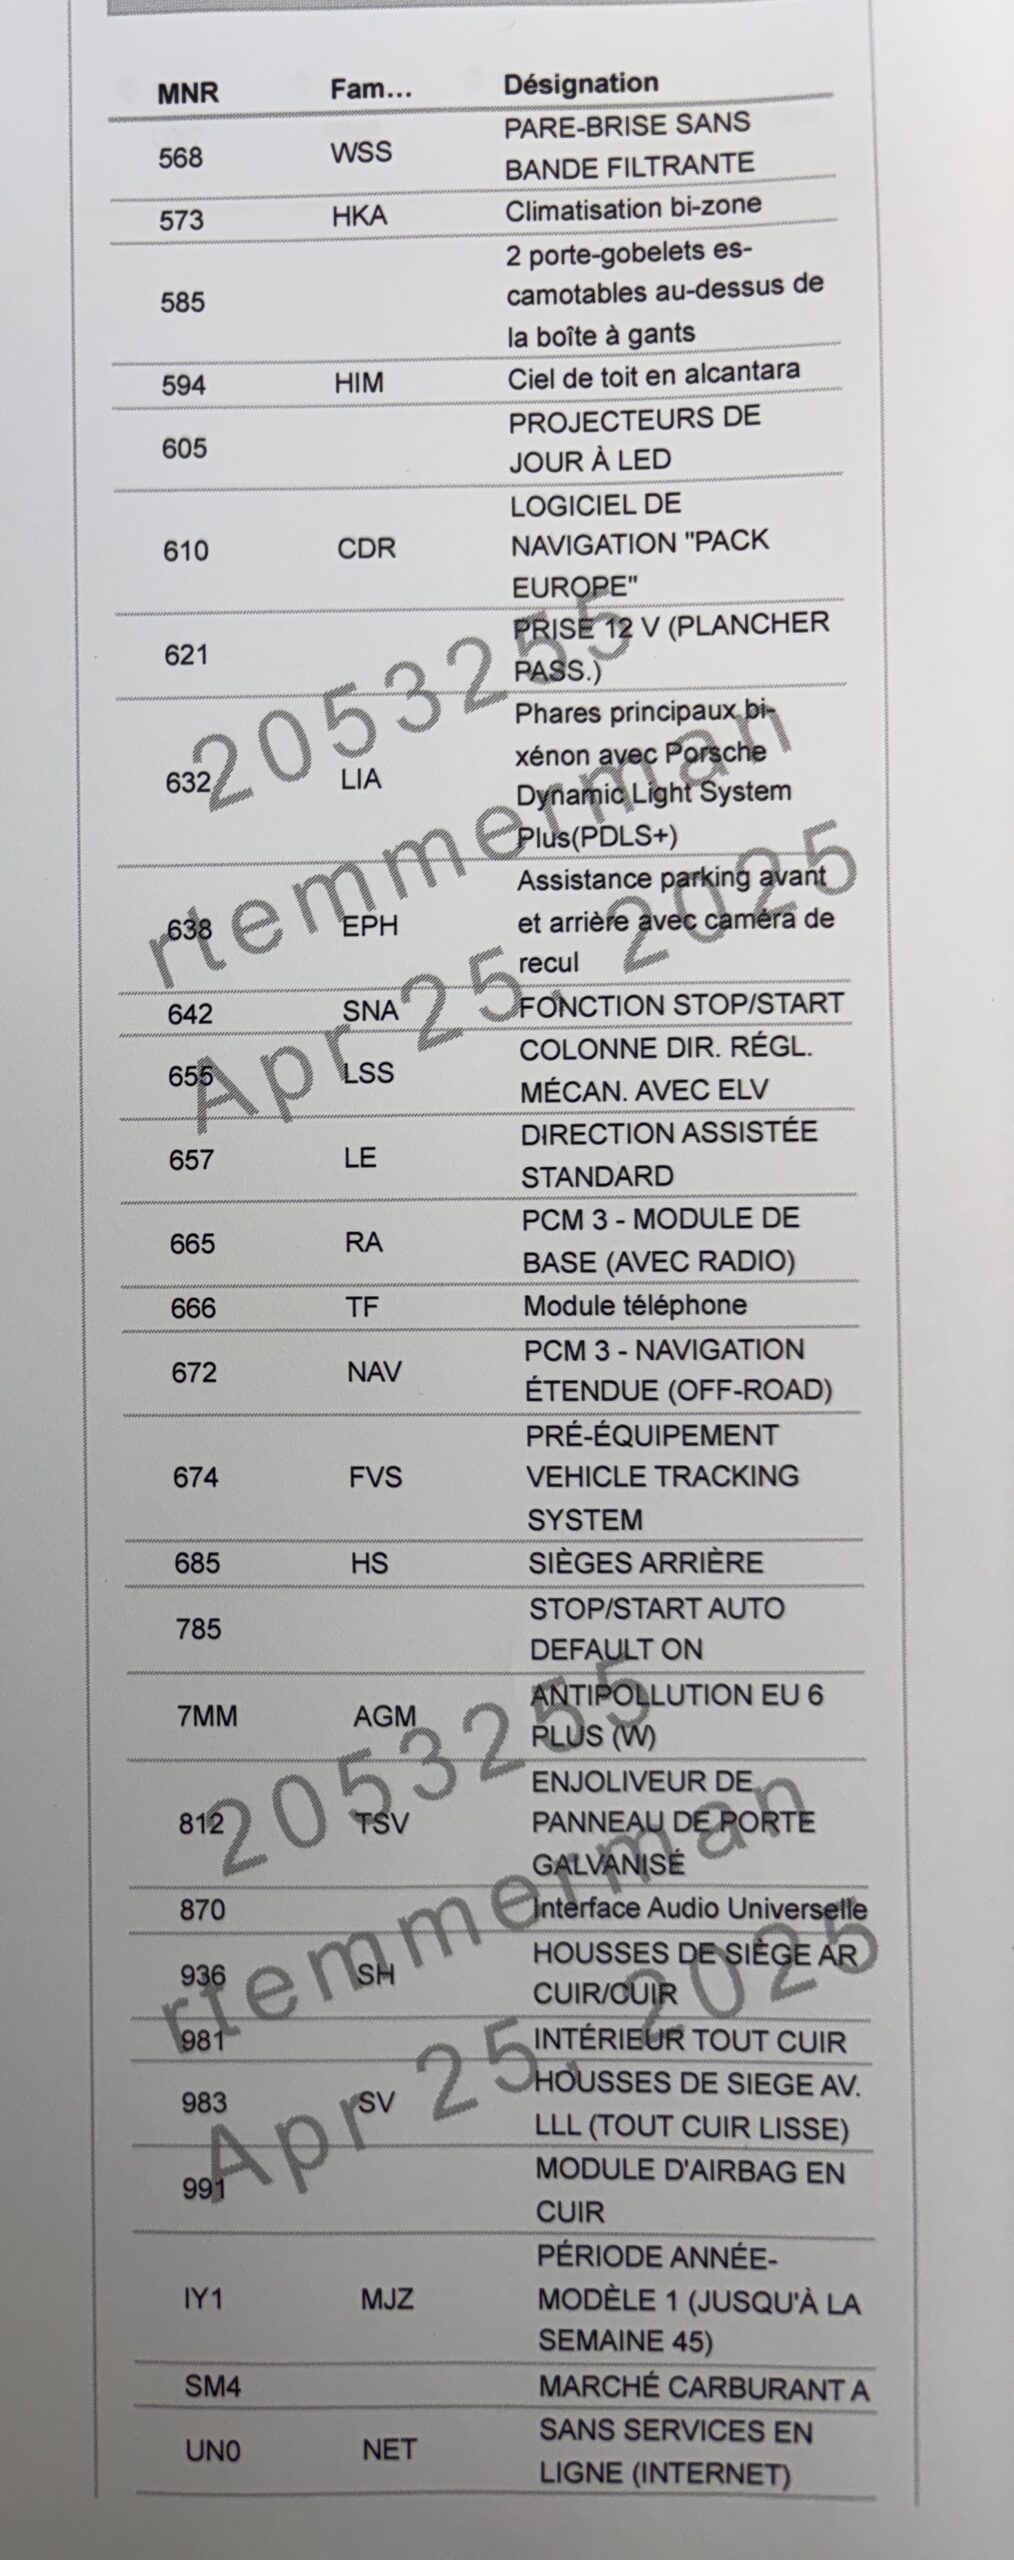 MNR Fam... Désignation
568 WSS PARE-BRISE SANS
BANDE FILTRANTE
573 HKA Climatisation bi-zone
585 2 porte-gobelets es-
camotables au-dessus de
la boîte à gants
594 HIM Ciel de toit en alcantara
605 PROJECTEURS DE
JOUR À LED
610 CDR LOGICIEL DE
NAVIGATION "PACK
EUROPE"
621 PRISE 12 V (PLANCHER
PASS.)
632 LIA Phares principaux bi-
xénon avec Porsche
Dynamic Light System
Plus(PDLS+)
638 EPH Assistance parking avant
et arrière avec caméra de
recul
642 SNA FONCTION STOP/START
655 LSS COLONNE DIR. RÉGL.
MÉCAN. AVEC ELV
657 LE DIRECTION ASSISTÉE
STANDARD
665 RA PCM 3 - MODULE DE
BASE (AVEC RADIO)
666 TF Module téléphone
672 NAV PCM 3 - NAVIGATION
ÉTENDUE (OFF-ROAD)
674 FVS PRÉ-ÉQUIPEMENT
VEHICLE TRACKING
SYSTEM
685 HS SIÈGES ARRIÈRE
785 STOP/START AUTO
DEFAULT ON
7MM AGM ANTIPOLLUTION EU 6
PLUS (W)
812 TSV ENJOLIVEUR DE
PANNEAU DE PORTE
GALVANISÉ
870 Interface Audio Universelle
936 SH HOUSSES DE SIÈGE AR
CUIR/CUIR
981 INTÉRIEUR TOUT CUIR
983 SV HOUSSES DE SIEGE AV.
LLL (TOUT CUIR LISSE)
991 MODULE D'AIRBAG EN
CUIR
IY1 MJZ PÉRIODE ANNÉE-
MODÈLE 1 (JUSQU'À LA
SEMAINE 45)
SM4 MARCHÉ CARBURANT A
UN0 NET SANS SERVICES EN
LIGNE (INTERNET)
2053255
rtemmerman
Apr 25, 2025
2053255
rtemmerman
Apr 25, 2025